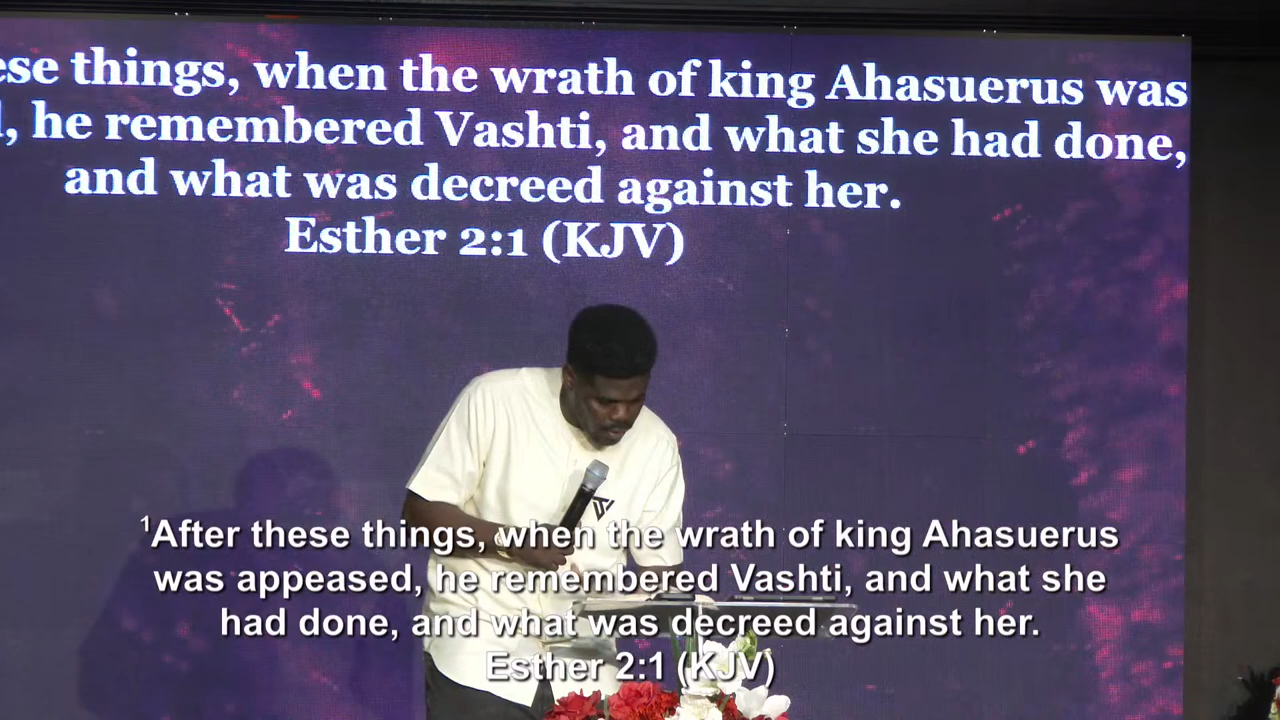 these things, when the wrath of king Ahasuerus was
, he remembered Vashti, and what she had done,
and what was decreed against her.
Esther 2:1 (KJV)
1After these things, when the wrath of king Ahasuerus
was appeased, he remembered Vashti, and what she
had done, and what was decreed against her.
Esther 2:1 (KJV)